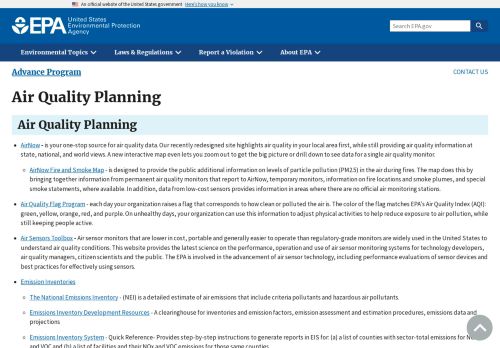 An official website of the United States government Here's how you know
EPA United States
Environmental Protection
Agency
Search EPA.gov
Environmental Topics Laws & Regulations Report a Violation About EPA
Advance Program CONTACT US
Air Quality Planning
Air Quality Planning
AirNow - is your one-stop source for air quality data. Our recently redesigned site highlights air quality in your local area first, while still providing air quality information at
state, national, and world views. A new interactive map even lets you zoom out to get the big picture or drill down to see data for a single air quality monitor.
AirNow Fire and Smoke Map - is designed to provide the public additional information on levels of particle pollution (PM2.5) in the air during fires. The map does this by
bringing together information from permanent air quality monitors that report to AirNow, temporary monitors, information on fire locations and smoke plumes, and special
smoke statements, where available. In addition, data from low-cost sensors provides information in areas where there are no official air monitoring stations.
Air Quality Flag Program - each day your organization raises a flag that corresponds to how clean or polluted the air is. The color of the flag matches EPA's Air Quality Index (AQI):
green, yellow, orange, red, and purple. On unhealthy days, your organization can use this information to adjust physical activities to help reduce exposure to air pollution, while
still keeping people active.
Air Sensors Toolbox - Air sensor monitors that are lower in cost, portable and generally easier to operate than regulatory-grade monitors are widely used in the United States to
understand air quality conditions. This website provides the latest science on the performance, operation and use of air sensor monitoring systems for technology developers,
air quality managers, citizen scientists and the public. The EPA is involved in the advancement of air sensor technology, including performance evaluations of sensor devices
and best practices for effectively using sensors.
Emission Inventories
The National Emissions Inventory - (NEI) is a detailed estimate of air emissions that include criteria pollutants and hazardous air pollutants.
Emissions Inventory Development Resources - A clearinghouse for inventories and emission factors, emission assessment and estimation procedures, emissions data and
projections
Emissions Inventory System - Quick Reference- Provides step-by-step instructions to generate reports in EIS for: (a) a list of counties with sector-total emissions for
and VOC and (b) a list of facilities and their NOx and VOC emissions for those same counties.